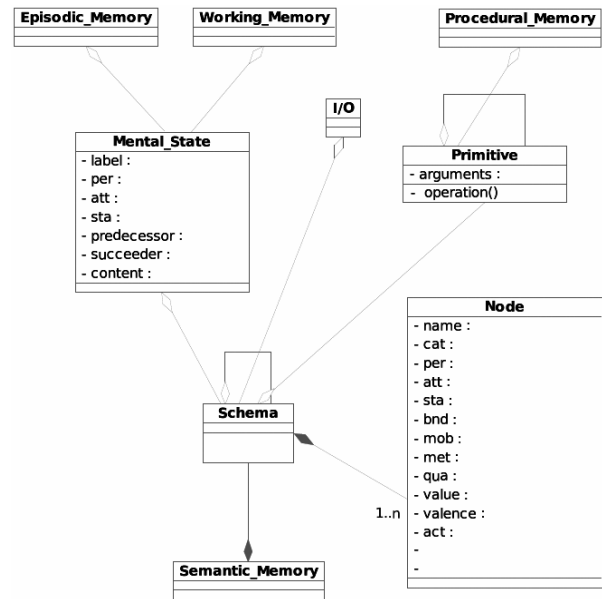 Episodic_Memory
Working_Memory
Procedural_Memory
I/O
Mental_State
- label :
- per :
- att :
- sta :
- predecessor :
- succeeder :
- content :
Primitive
- arguments :
- operation()
Node
- name :
- cat :
- per :
- att :
- sta :
- bnd :
- mob :
- met :
- qua :
- value :
- valence :
- act :
-
-
Schema
1..n
Semantic_Memory